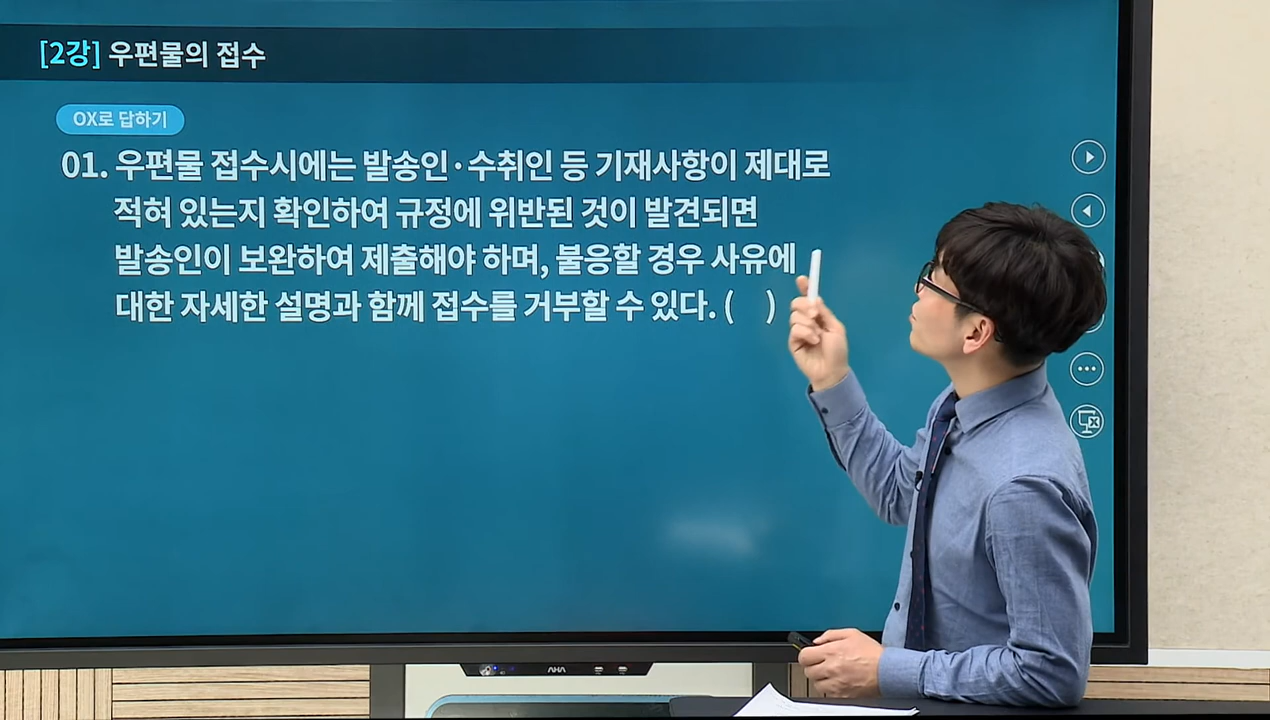 [2강] 우편물의 접수
OX로 답하기
01. 우편물 접수시에는 발송인·수취인 등 기재사항이 제대로
적혀 있는지 확인하여 규정에 위반된 것이 발견되면
발송인이 보완하여 제출해야 하며, 불응할 경우 사유에
대한 자세한 설명과 함께 접수를 거부할 수 있다. (    )
AHA